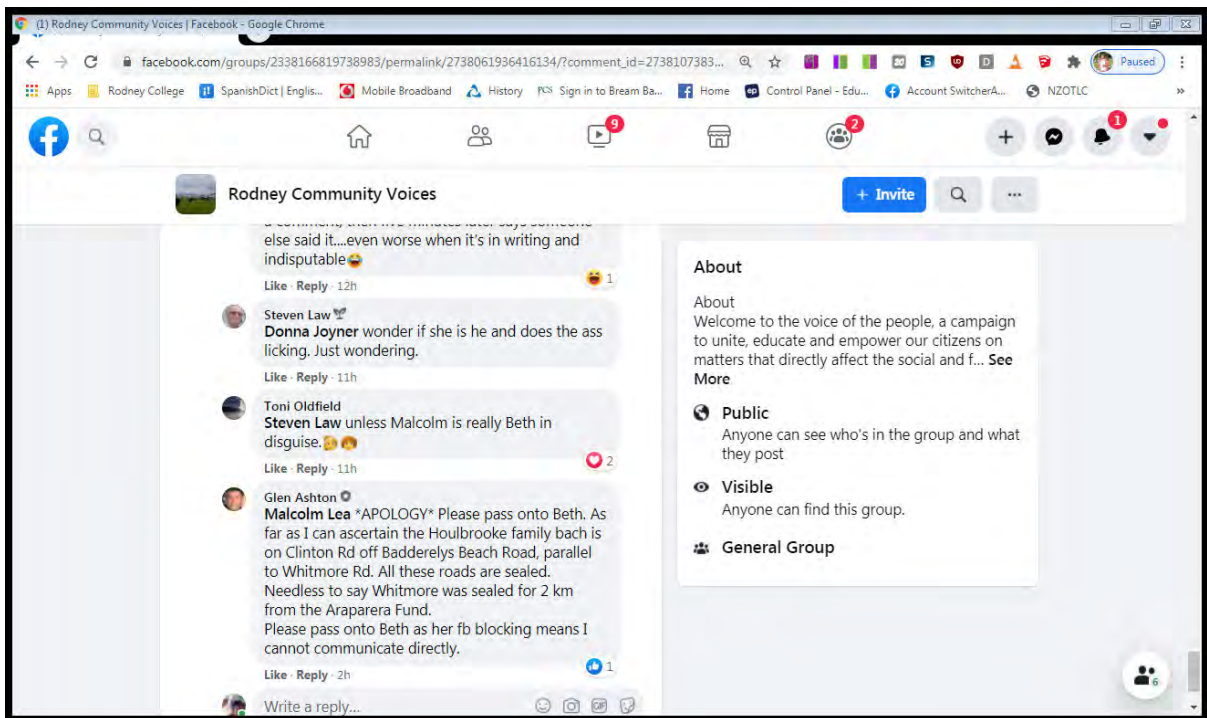 (1) Rodney Community Voices | Facebook - Google Chrome
facebook.com/groups/2338166819738983/permalink/2738061936416134/?comment_id=2738107383...
Paused
Apps
Rodney College
SpanishDict | Englis...
Mobile Broadband
History
PCS
Sign in to Bream Ba...
Home
Control Panel - Edu...
Account SwitcherA...
NZOTLC
»
9
2
1
Rodney Community Voices
+ Invite
else said it....even worse when it's in writing and
indisputable
1
Like · Reply · 12h
Steven Law
Donna Joyner wonder if she is he and does the ass
licking. Just wondering.
Like · Reply · 11h
Toni Oldfield
Steven Law unless Malcolm is really Beth in
disguise.
2
Like · Reply · 11h
Glen Ashton
Malcolm Lea *APOLOGY* Please pass onto Beth. As
far as I can ascertain the Houlbrooke family bach is
on Clinton Rd off Badderelys Beach Road, parallel
to Whitmore Rd. All these roads are sealed.
Needless to say Whitmore was sealed for 2 km
from the Araparera Fund.
Please pass onto Beth as her fb blocking means I
cannot communicate directly.
1
Like · Reply · 2h
Write a reply...
GIF
About
About
Welcome to the voice of the people, a campaign
to unite, educate and empower our citizens on
matters that directly affect the social and f... See
More
Public
Anyone can see who's in the group and what
they post
Visible
Anyone can find this group.
General Group
6